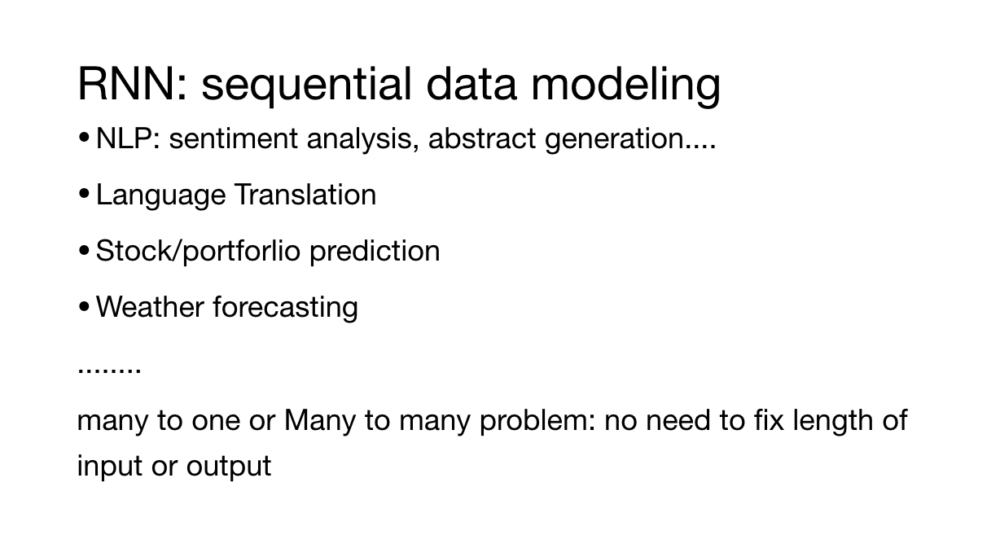 RNN: sequential data modeling
• NLP: sentiment analysis, abstract generation....
• Language Translation
• Stock/portforlio prediction
• Weather forecasting
........
many to one or Many to many problem: no need to fix length of
input or output